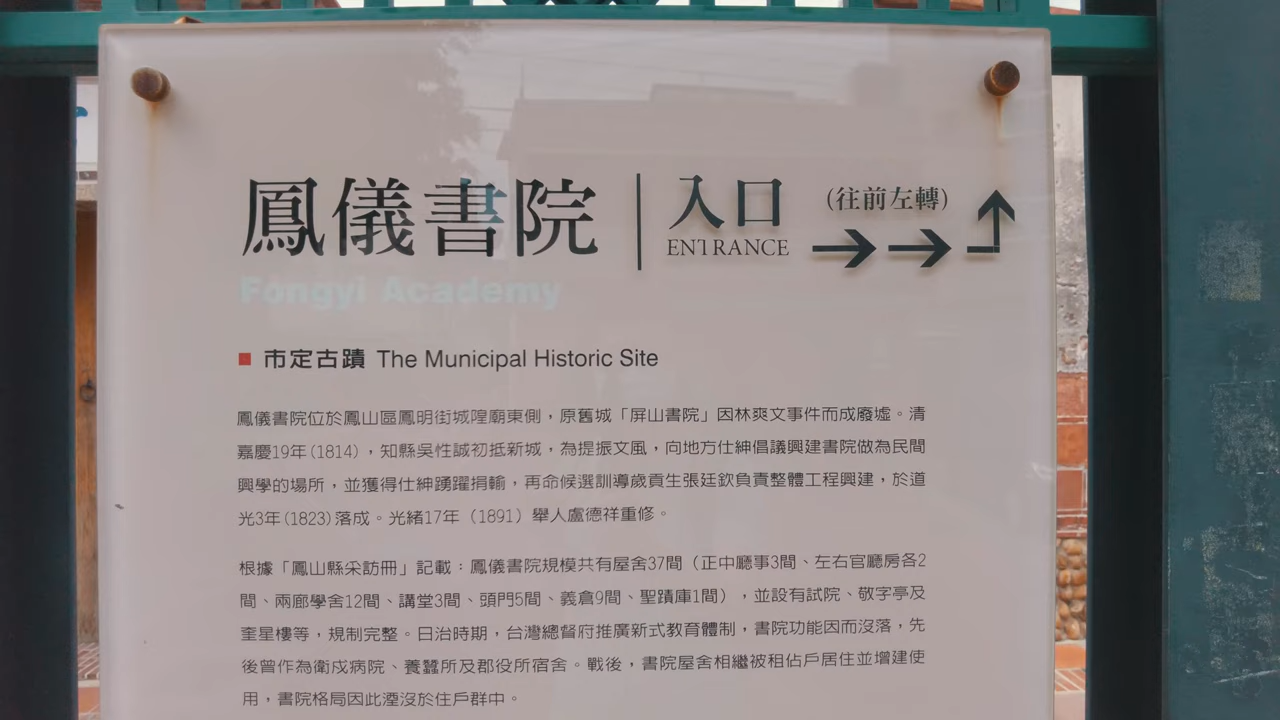 鳳儀書院
入口
ENTRANCE
(往前左轉)
Fongyi Academy
市定古蹟 The Municipal Historic Site
鳳儀書院位於鳳山區鳳明街城隍廟東側，原舊城「屏山書院」因林爽文事件而成廢墟。清
嘉慶19年(1814)，知縣吳性誠初抵新城，為提振文風，向地方仕紳倡議興建書院做為民間
興學的場所，並獲得仕紳踴躍捐輸，再命候選訓導歲貢生張廷欽負責整體工程興建，於道
光3年(1823)落成。光緒17年（1891）舉人盧德祥重修。
根據「鳳山縣采訪冊」記載：鳳儀書院規模共有屋舍37間（正中廳事3間、左右官廳房各2
間、兩廊學舍12間、講堂3間、頭門5間、義倉9間、聖蹟庫1間），並設有試院、敬字亭及
奎星樓等，規制完整。日治時期，台灣總督府推廣新式教育體制，書院功能因而沒落，先
後曾作為衛戍病院、養蠶所及郡役所宿舍。戰後，書院屋舍相繼被租佔戶居住並增建使
用，書院格局因此湮沒於住戶群中。